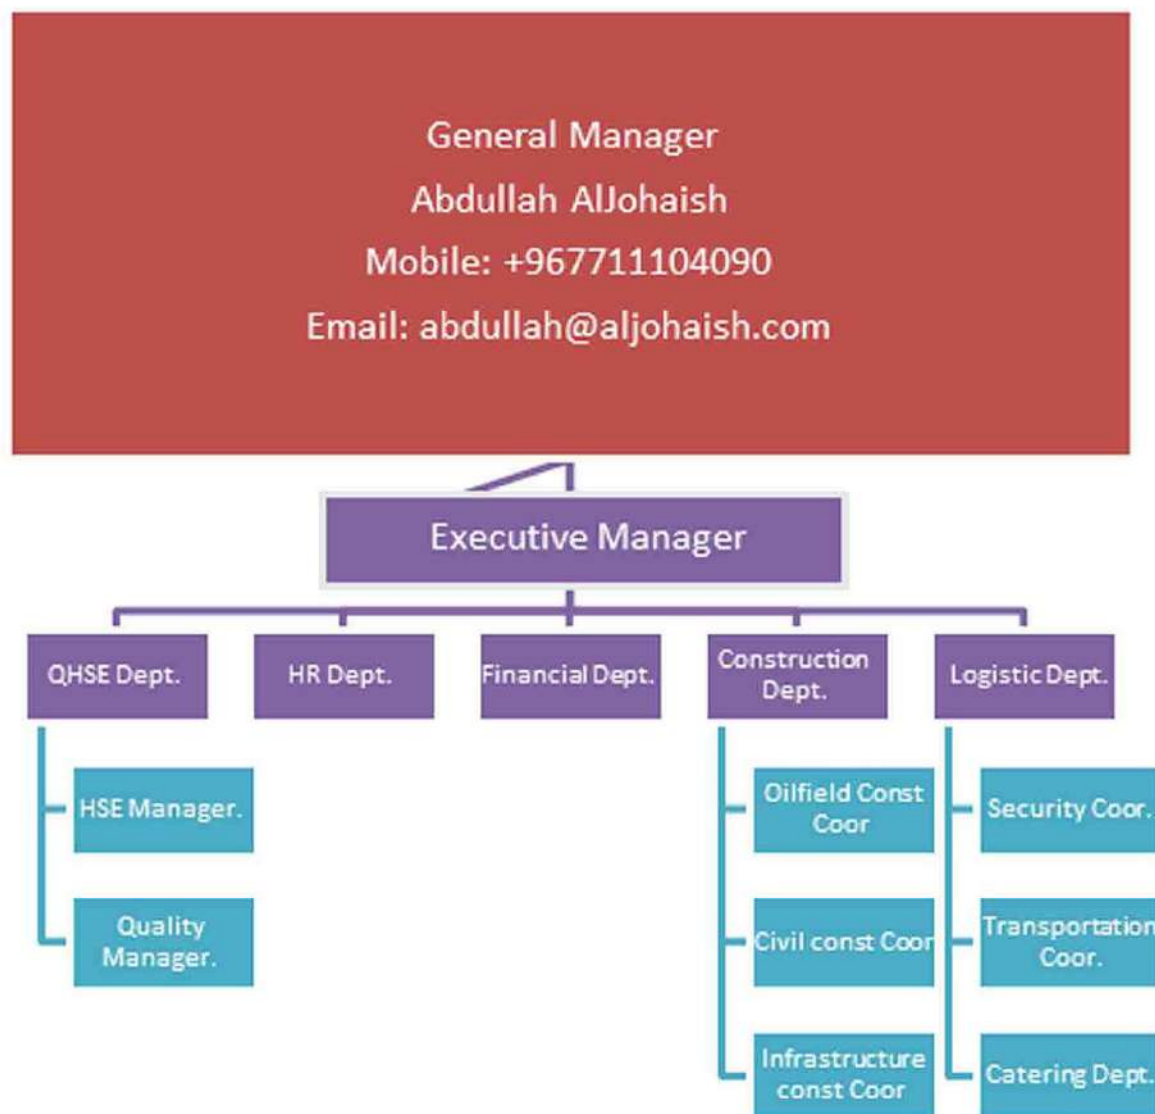 General Manager
Abdullah AlJohaish
Mobile: +967711104090
Email: abdullah@aljohaish.com
Executive Manager
QHSE Dept.
HR Dept.
Financial Dept.
Construction
Dept.
Logistic Dept.
HSE Manager.
Quality
Manager.
Oilfield Const
Coor
Civil const Coor
Infrastructure
const Coor
Security Coor.
Transportation
Coor.
Catering Dept.